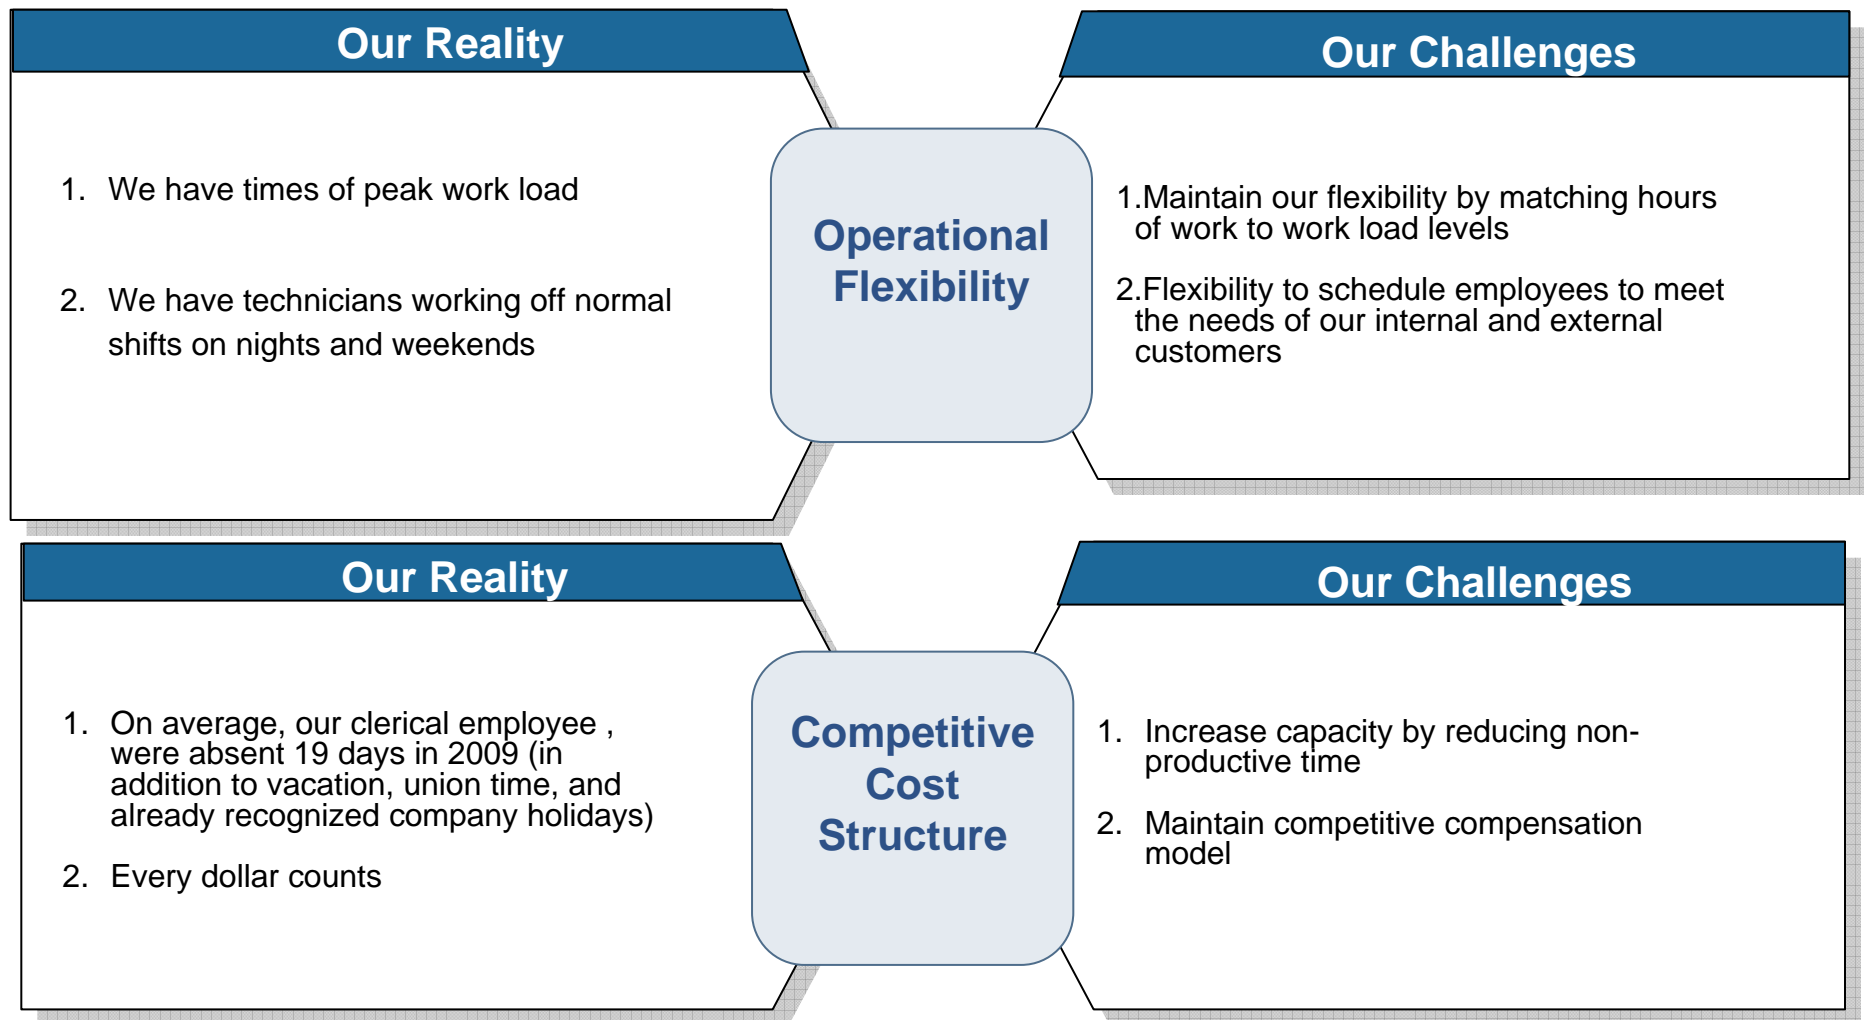 Our Reality
1. We have times of peak work load
2. We have technicians working off normal
shifts on nights and weekends
Operational
Flexibility
Our Challenges
1.Maintain our flexibility by matching hours
of work to work load levels
2.Flexibility to schedule employees to meet
the needs of our internal and external
customers
Our Reality
1. On average, our clerical employee ,
were absent 19 days in 2009 (in
addition to vacation, union time, and
already recognized company holidays)
2. Every dollar counts
Competitive
Cost
Structure
Our Challenges
1. Increase capacity by reducing non-
productive time
2. Maintain competitive compensation
model